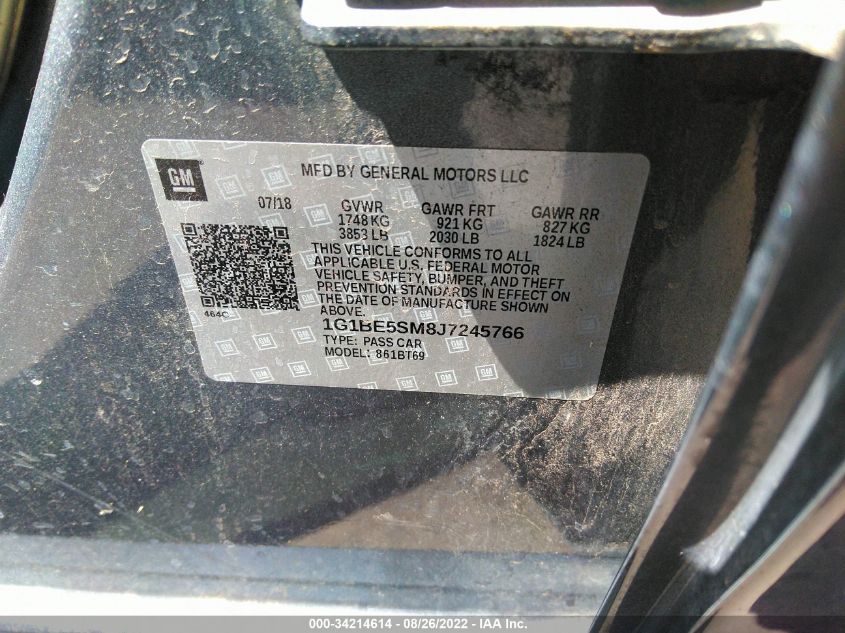 GM
MFD BY GENERAL MOTORS LLC
07/18 GVWR GAWR FRT GAWR RR
1748 KG 921 KG 827 KG
3853 LB 2030 LB 1824 LB
THIS VEHICLE CONFORMS TO ALL
APPLICABLE U.S. FEDERAL MOTOR
VEHICLE SAFETY, BUMPER, AND THEFT
PREVENTION STANDARDS IN EFFECT ON
THE DATE OF MANUFACTURE SHOWN
ABOVE.
464C
1G1BE5SM8J7245766
TYPE: PASS CAR
MODEL: 861BT69
000-34214614 - 08/26/2022 - IAA Inc.